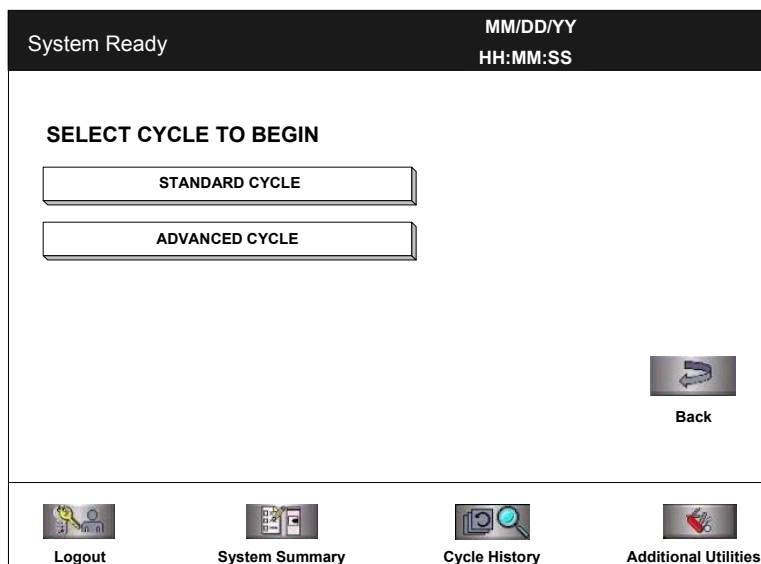 System Ready
MM/DD/YY
HH:MM:SS
SELECT CYCLE TO BEGIN
STANDARD CYCLE
ADVANCED CYCLE
Back
Logout
System Summary
Cycle History
Additional Utilities